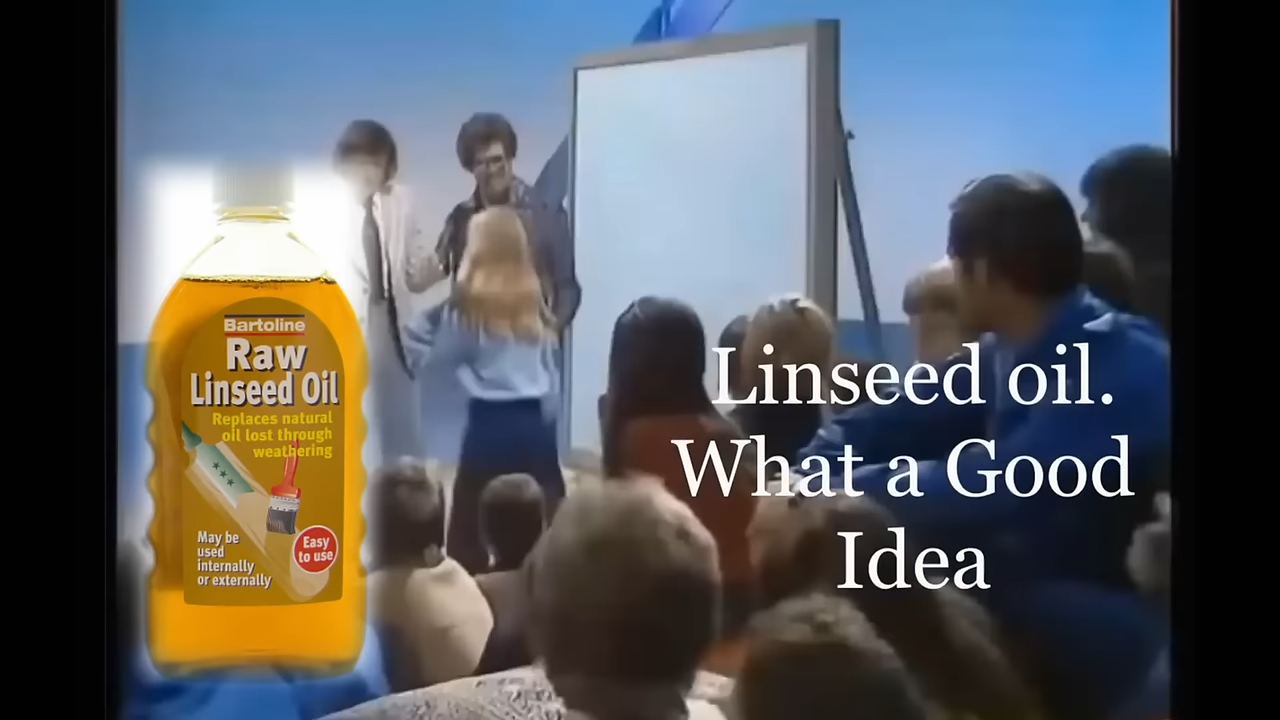 Bartoline
Raw
Linseed Oil
Replaces natural
oil lost through
weathering
May be
used
internally
or externally
Easy
to use
Linseed oil.
What a Good
Idea